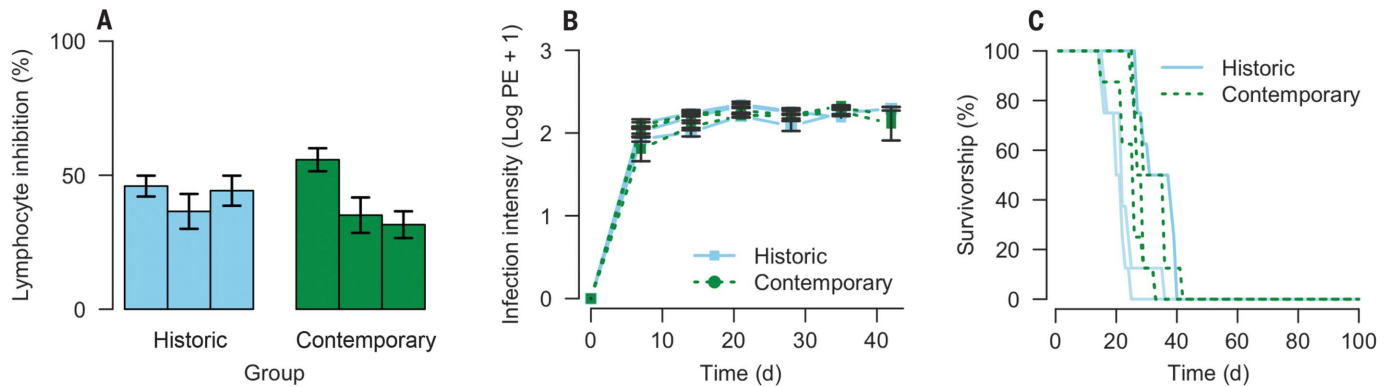 A
Lymphocyte inhibition (%)
100
50
0
Historic
Contemporary
Group
B
Infection intensity (Log PE + 1)
3
2
1
0
Historic
Contemporary
0 10 20 30 40
Time (d)
C
Survivorship (%)
100
80
60
40
20
0
Historic
Contemporary
0 20 40 60 80 100
Time (d)